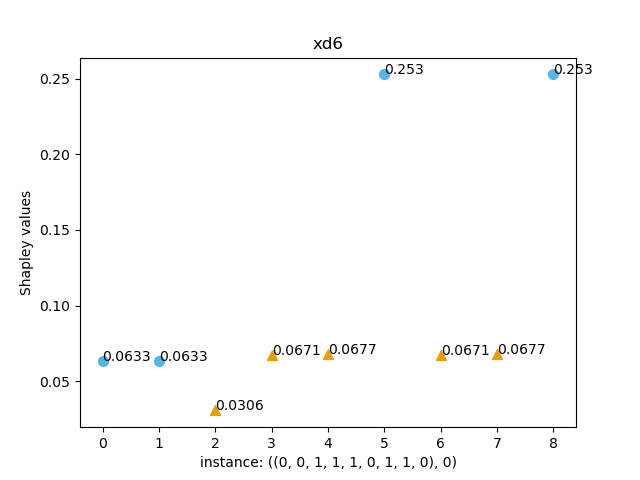 xd6
Shapley values
0.25
0.20
0.15
0.10
0.05
0.253 0.253
0.0633 0.0633 0.0306 0.0671 0.0677 0.0671 0.0677
0 1 2 3 4 5 6 7 8
instance: ((0, 0, 1, 1, 1, 0, 1, 1, 0), 0)